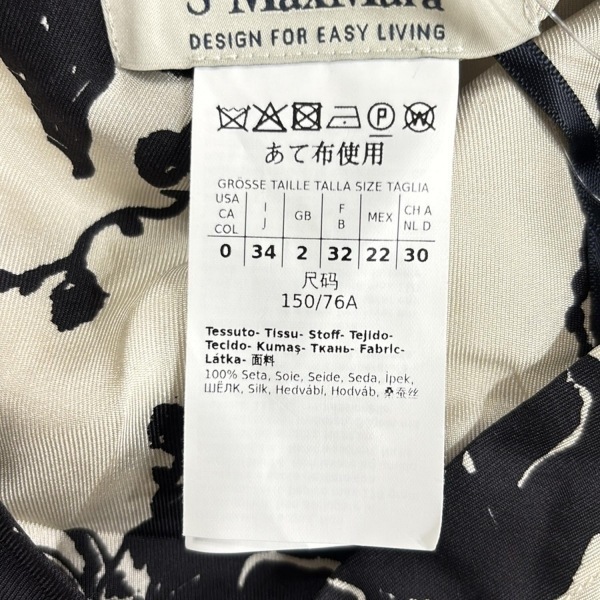 S MaxMara
DESIGN FOR EASY LIVING
P W
あて布使用
GRÖSSE TAILLE TALLA SIZE TAGLIA
USA CA COL I J GB F B MEX CH A NL D
0 34 2 32 22 30
尺码
150/76A
Tessuto- Tissu- Stoff- Tejido-
Tecido- Kumaş- Ткань- Fabric-
Látka- 面料
100% Seta, Soie, Seide, Seda, İpek,
ШЁЛК, Silk, Hedvábí, Hodváb, 桑蚕丝